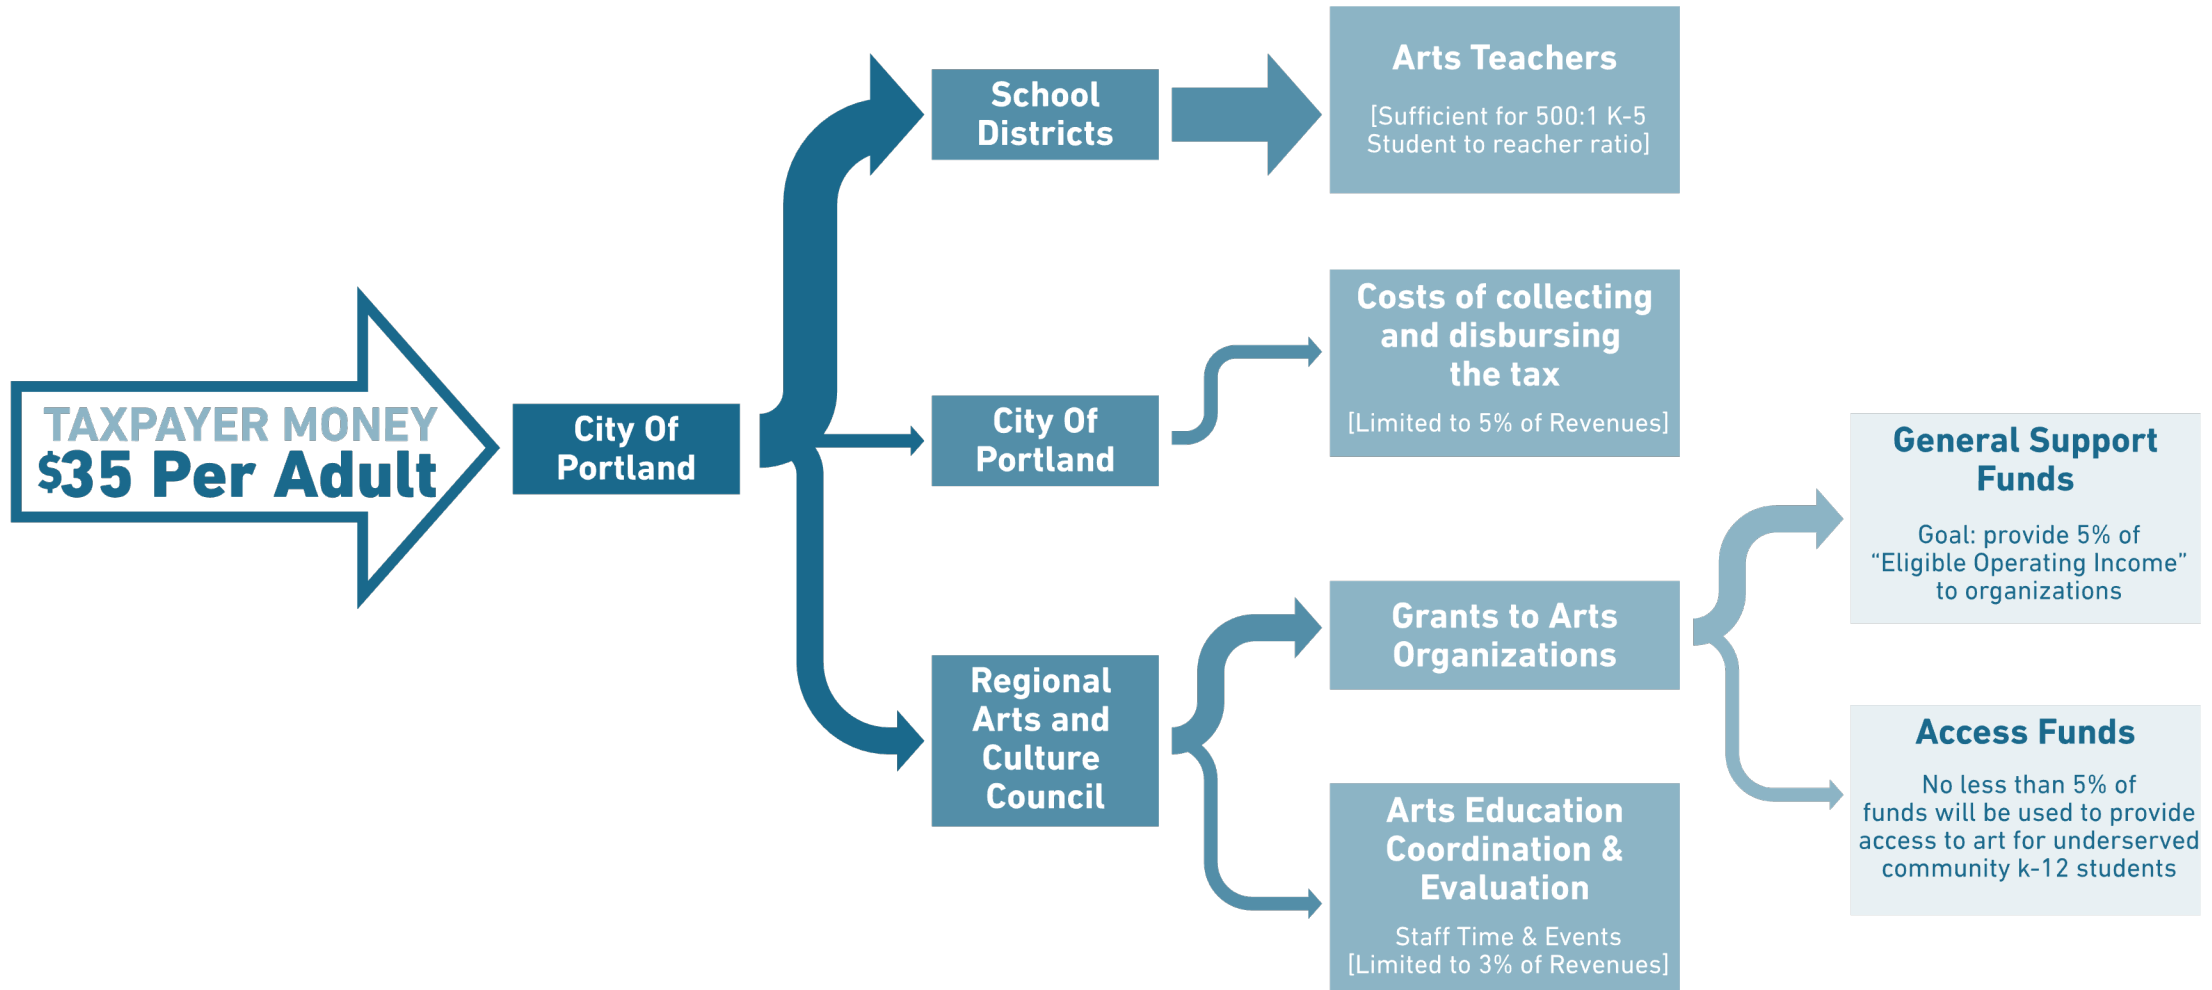 TAXPAYER MONEY
$35 Per Adult
City Of
Portland
School
Districts
Arts Teachers
[Sufficient for 500:1 K-5
Student to reacher ratio]
City Of
Portland
Costs of collecting
and disbursing
the tax
[Limited to 5% of Revenues]
Regional
Arts and
Culture
Council
Grants to Arts
Organizations
General Support
Funds
Goal: provide 5% of
“Eligible Operating Income”
to organizations
Access Funds
No less than 5% of
funds will be used to provide
access to art for underserved
community k-12 students
Arts Education
Coordination &
Evaluation
Staff Time & Events
[Limited to 3% of Revenues]